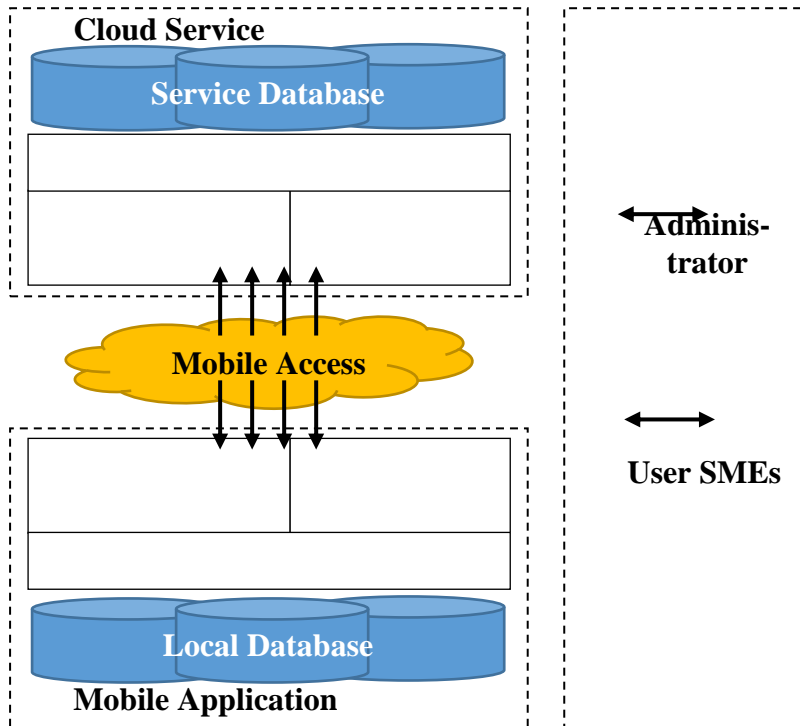 Cloud Service
Service Database
Mobile Access
Local Database
Mobile Application
Adminis-
trator
User SMEs